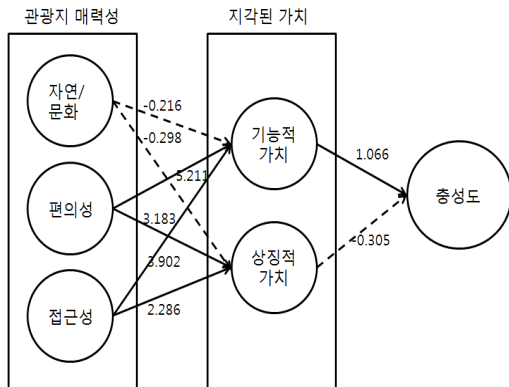 관광지 매력성
지각된 가치
자연/
문화
-0.216
-0.298
기능적
가치
1.066
5.211
편의성
3.183
충성도
3.902
상징적
가치
-0.305
접근성
2.286